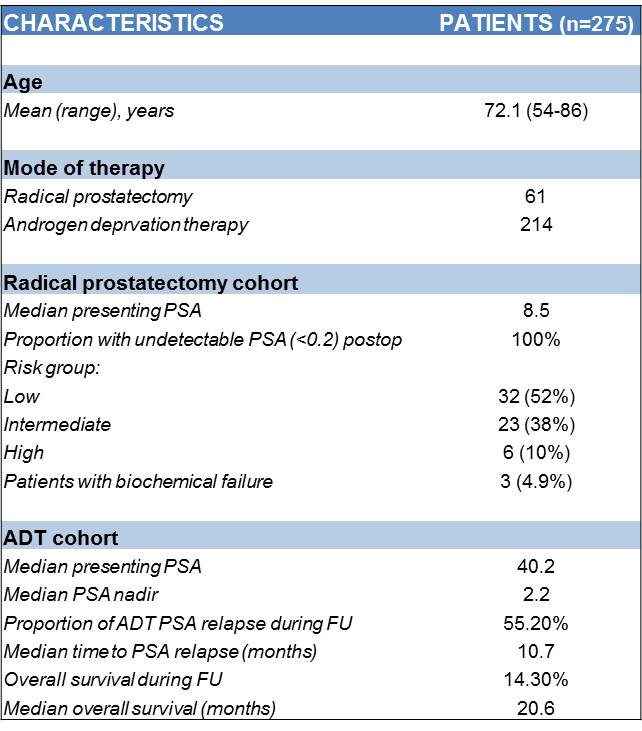 CHARACTERISTICS PATIENTS (n=275)
Age
Mean (range), years 72.1 (54-86)
Mode of therapy
Radical prostatectomy 61
Androgen deprvation therapy 214
Radical prostatectomy cohort
Median presenting PSA 8.5
Proportion with undetectable PSA (<0.2) postop 100%
Risk group:
Low 32 (52%)
Intermediate 23 (38%)
High 6 (10%)
Patients with biochemical failure 3 (4.9%)
ADT cohort
Median presenting PSA 40.2
Median PSA nadir 2.2
Proportion of ADT PSA relapse during FU 55.20%
Median time to PSA relapse (months) 10.7
Overall survival during FU 14.30%
Median overall survival (months) 20.6